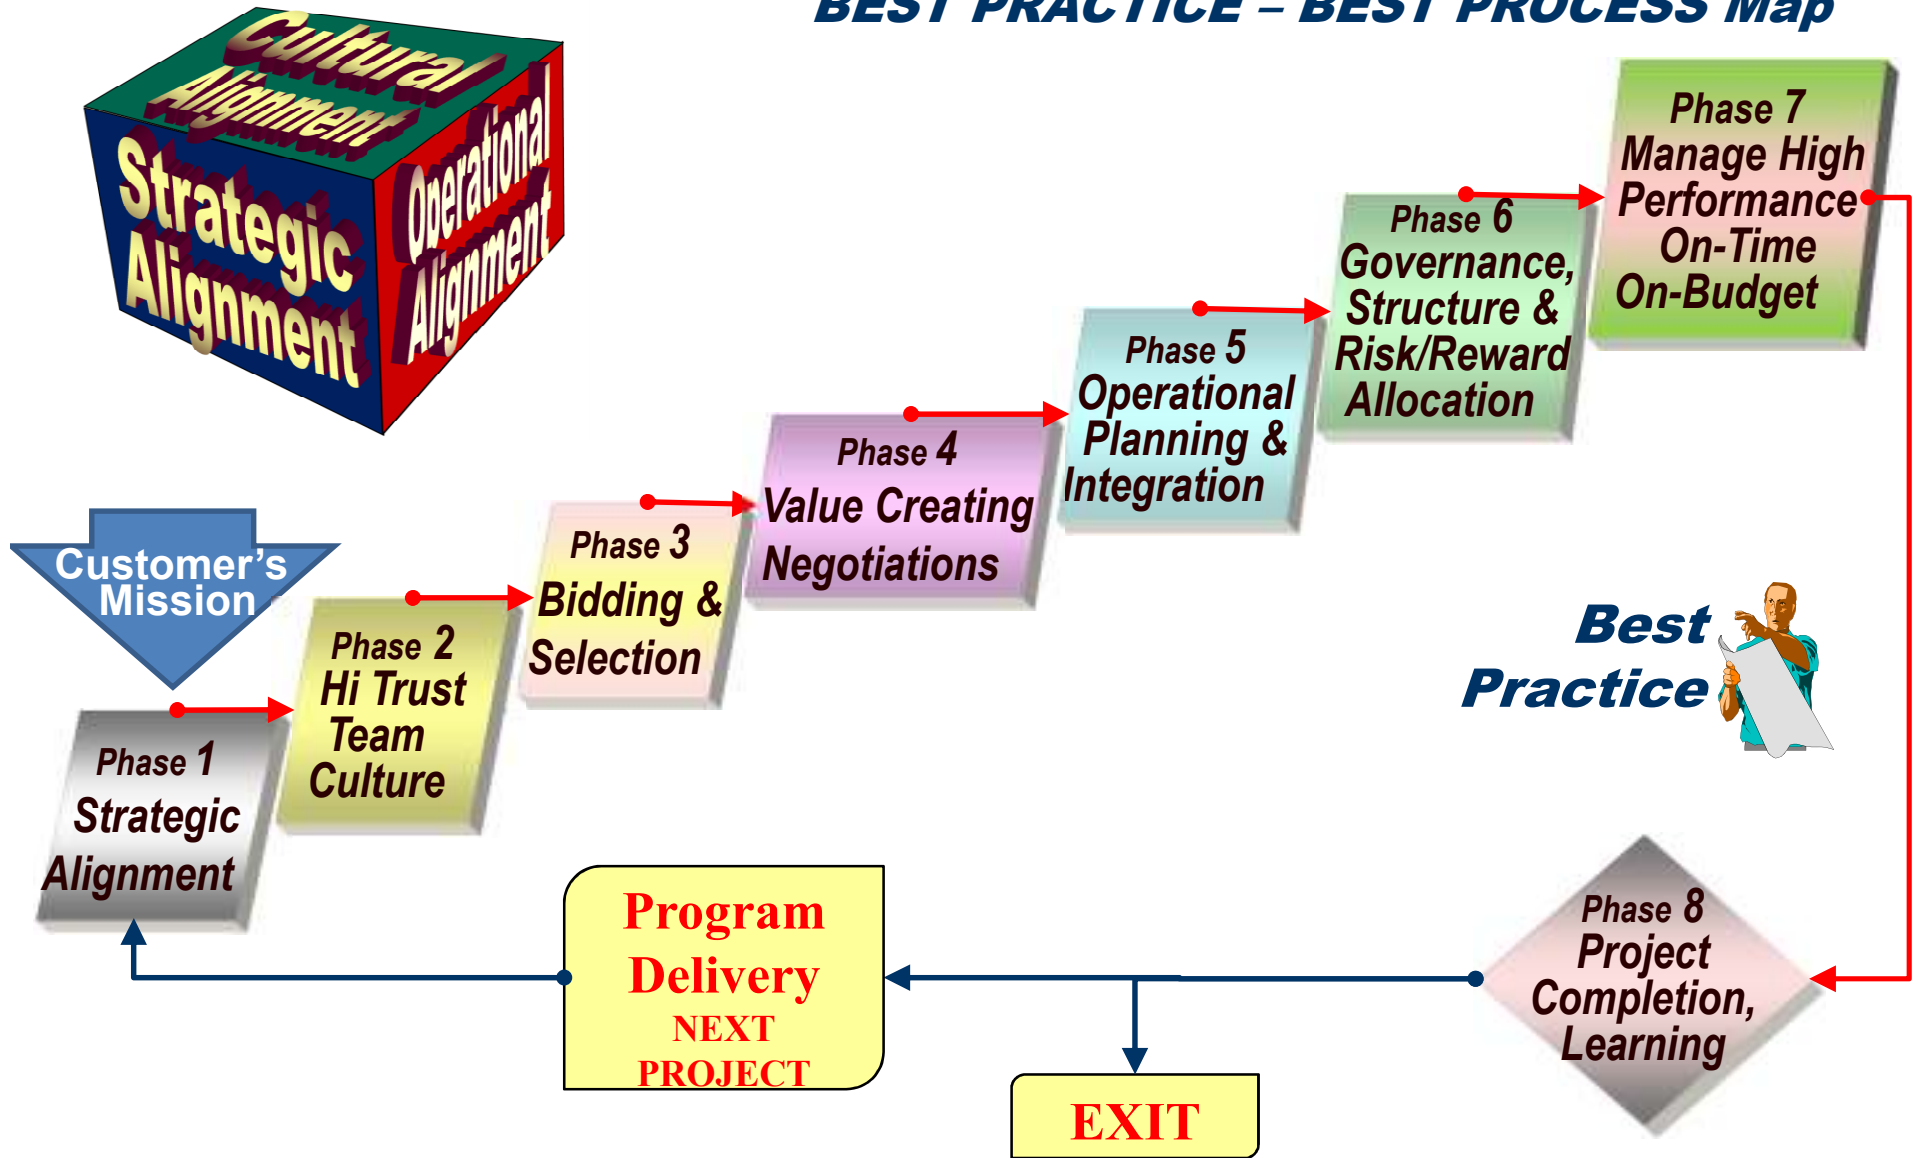 BEST PRACTICE – BEST PROCESS Map
Cultural
Alignment
Strategic
Alignment
Operational
Alignment
Customer's
Mission
Phase 1
Strategic
Alignment
Phase 2
Hi Trust
Team
Culture
Phase 3
Bidding &
Selection
Phase 4
Value Creating
Negotiations
Phase 5
Operational
Planning &
Integration
Phase 6
Governance,
Structure &
Risk/Reward
Allocation
Phase 7
Manage High
Performance
On-Time
On-Budget
Best
Practice
Phase 8
Project
Completion,
Learning
Program
Delivery
NEXT
PROJECT
EXIT